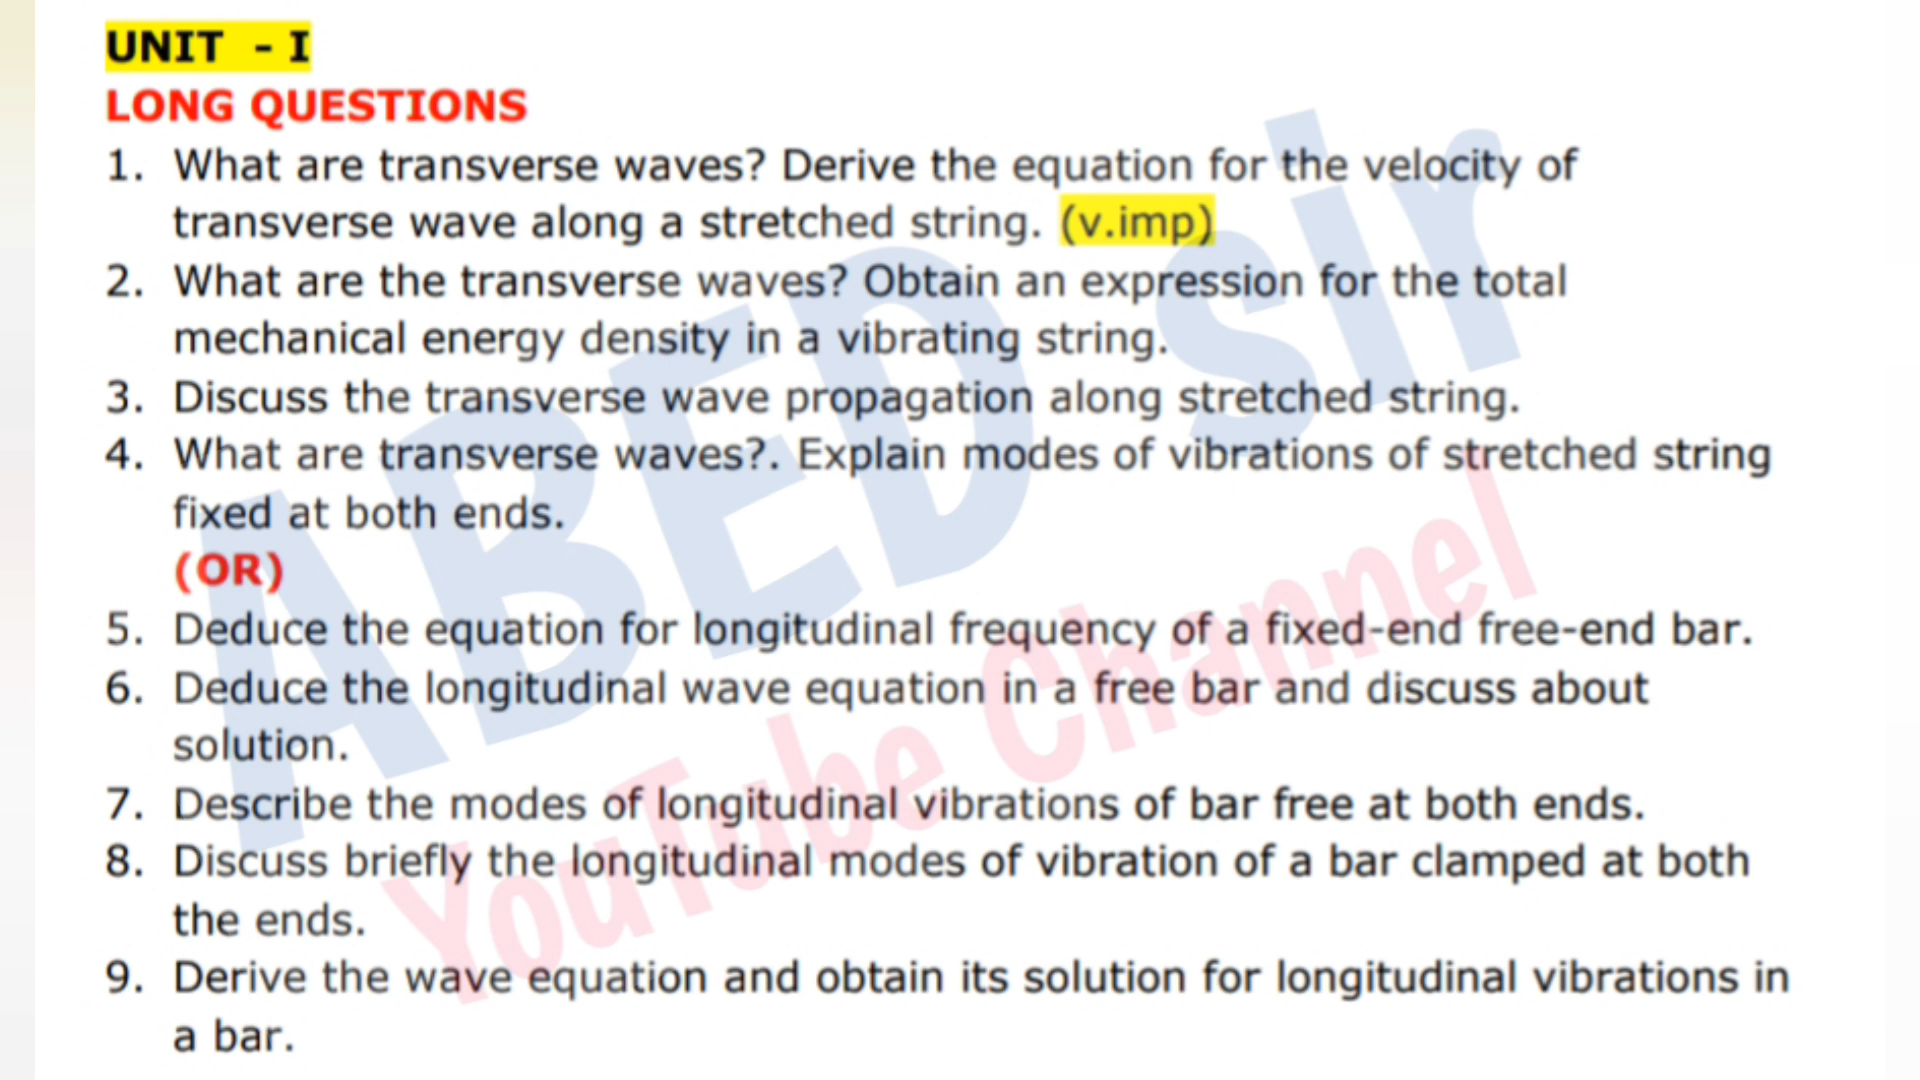 UNIT - I
LONG QUESTIONS
1. What are transverse waves? Derive the equation for the velocity of
transverse wave along a stretched string. (v.imp)
2. What are the transverse waves? Obtain an expression for the total
mechanical energy density in a vibrating string.
3. Discuss the transverse wave propagation along stretched string.
4. What are transverse waves?. Explain modes of vibrations of stretched string
fixed at both ends.
(OR)
5. Deduce the equation for longitudinal frequency of a fixed-end free-end bar.
6. Deduce the longitudinal wave equation in a free bar and discuss about
solution.
7. Describe the modes of longitudinal vibrations of bar free at both ends.
8. Discuss briefly the longitudinal modes of vibration of a bar clamped at both
the ends.
9. Derive the wave equation and obtain its solution for longitudinal vibrations in
a bar.
ABED sir
YouTube Channel